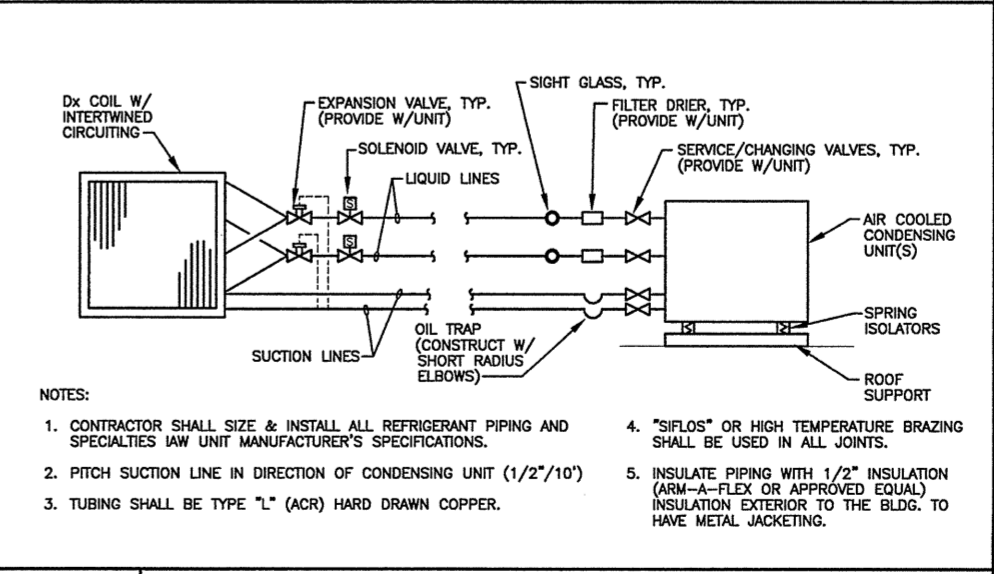 Dx COIL W/
INTERTWINED
CIRCUITING
EXPANSION VALVE, TYP.
(PROVIDE W/UNIT)
SOLENOID VALVE, TYP.
LIQUID LINES
SIGHT GLASS, TYP.
FILTER DRIER, TYP.
(PROVIDE W/UNIT)
SERVICE/CHANGING VALVES, TYP.
(PROVIDE W/UNIT)
S
S
AIR COOLED
CONDENSING
UNIT(S)
SPRING
ISOLATORS
ROOF
SUPPORT
SUCTION LINES
OIL TRAP
(CONSTRUCT W/
SHORT RADIUS
ELBOWS)
NOTES:
1. CONTRACTOR SHALL SIZE & INSTALL ALL REFRIGERANT PIPING AND
SPECIALTIES IAW UNIT MANUFACTURER'S SPECIFICATIONS.
2. PITCH SUCTION LINE IN DIRECTION OF CONDENSING UNIT (1/2"/10')
3. TUBING SHALL BE TYPE "L" (ACR) HARD DRAWN COPPER.
4. "SIFLOS" OR HIGH TEMPERATURE BRAZING
SHALL BE USED IN ALL JOINTS.
5. INSULATE PIPING WITH 1/2" INSULATION
(ARM-A-FLEX OR APPROVED EQUAL)
INSULATION EXTERIOR TO THE BLDG. TO
HAVE METAL JACKETING.